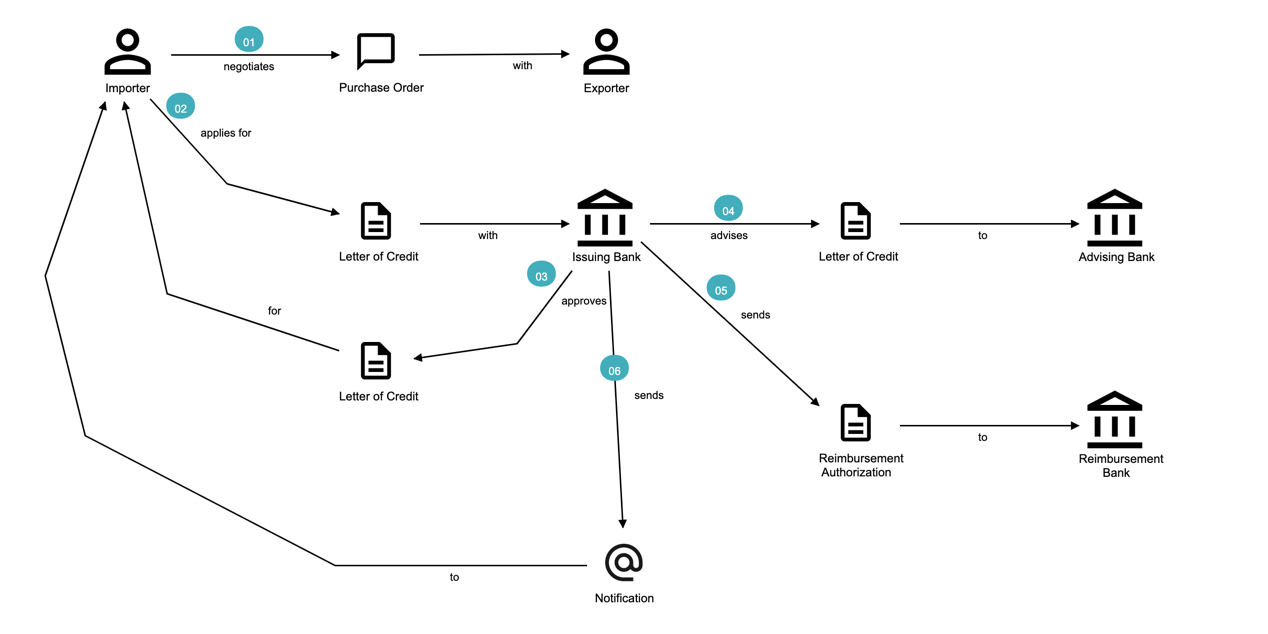 01
negotiates
with
Importer
Purchase Order
Exporter
02
applies for
Letter of Credit
with
Issuing Bank
04
advises
Letter of Credit
to
Advising Bank
03
approves
05
sends
for
Letter of Credit
06
sends
Reimbursement
Authorization
to
Reimbursement
Bank
to
Notification